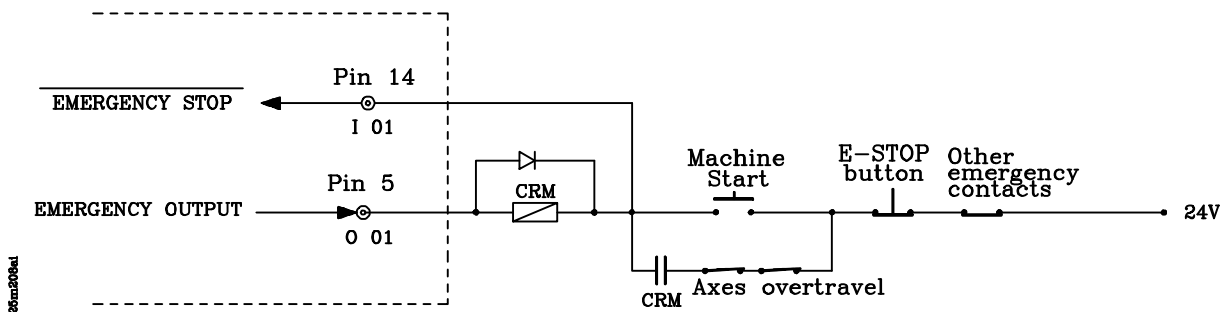 Pin 14
EMERGENCY STOP
I 01
Machine
Start
E-STOP
button
Other
emergency
contacts
Pin 5
CRM
EMERGENCY OUTPUT
24V
O 01
Axes overtravel
CRM